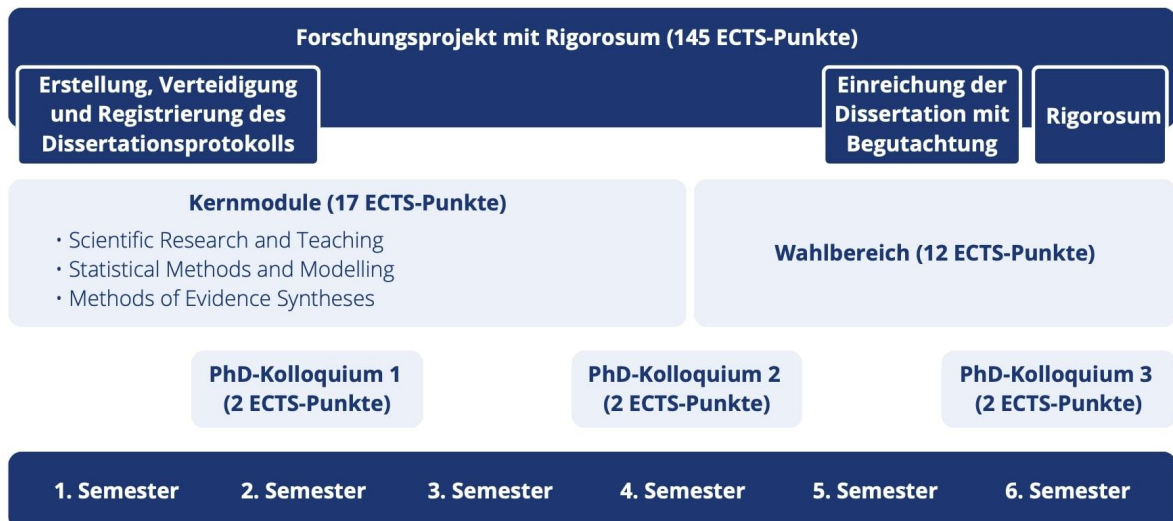 Forschungsprojekt mit Rigorosum (145 ECTS-Punkte)
Erstellung, Verteidigung
und Registrierung des
Dissertationsprotokolls
Einreichung der
Dissertation mit
Begutachtung
Rigorosum
Kernmodule (17 ECTS-Punkte)
· Scientific Research and Teaching
· Statistical Methods and Modelling
· Methods of Evidence Syntheses
Wahlbereich (12 ECTS-Punkte)
PhD-Kolloquium 1
(2 ECTS-Punkte)
PhD-Kolloquium 2
(2 ECTS-Punkte)
PhD-Kolloquium 3
(2 ECTS-Punkte)
1. Semester 2. Semester 3. Semester 4. Semester 5. Semester 6. Semester